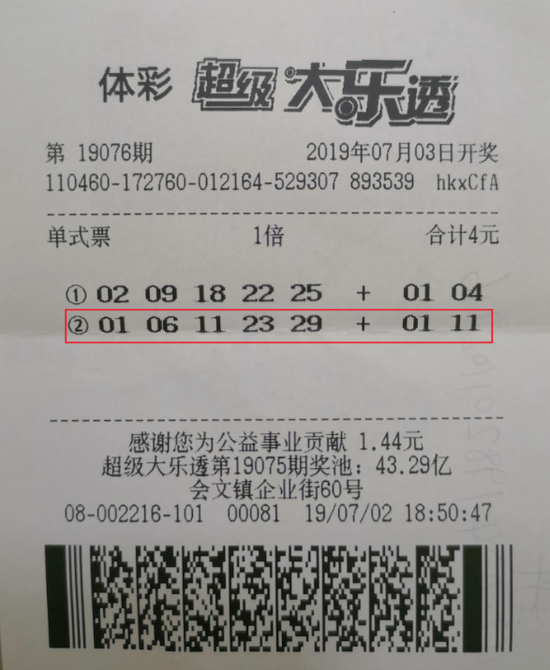 体彩 超级大乐透
第 19076期 2019年07月03日开奖
110460-172760-012164-529307 893539 hkxCfA
单式票 1倍 合计4元
① 02 09 18 22 25 + 01 04
② 01 06 11 23 29 + 01 11
感谢您为公益事业贡献 1.44元
超级大乐透第19075期奖池：43.29亿
会文镇企业街60号
08-002216-101 00081 19/07/02 18:50:47